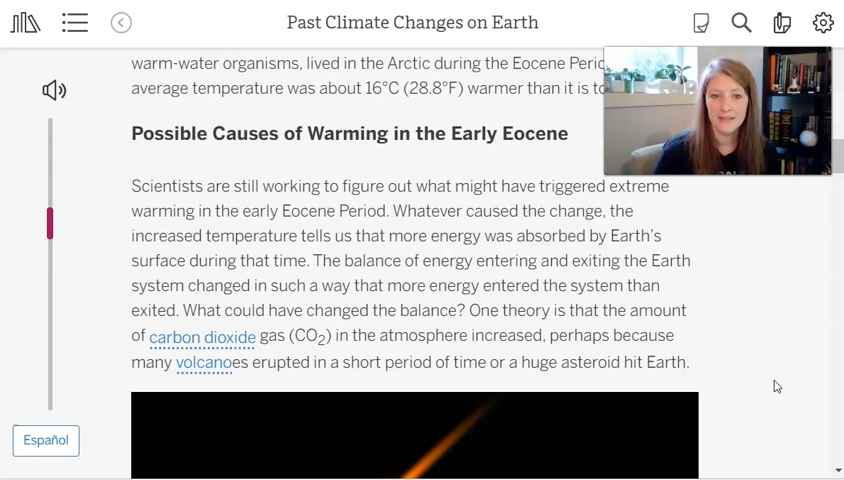 Past Climate Changes on Earth
warm-water organisms, lived in the Arctic during the Eocene
average temperature was about 16°C (28.8°F) warmer than it is
Possible Causes of Warming in the Early Eocene
Scientists are still working to figure out what might have triggered extreme
warming in the early Eocene Period. Whatever caused the change, the
increased temperature tells us that more energy was absorbed by Earth's
surface during that time. The balance of energy entering and exiting the Earth
system changed in such a way that more energy entered the system than
exited. What could have changed the balance? One theory is that the amount
of carbon dioxide gas (CO₂) in the atmosphere increased, perhaps because
many volcanoes erupted in a short period of time or a huge asteroid hit Earth.
Español